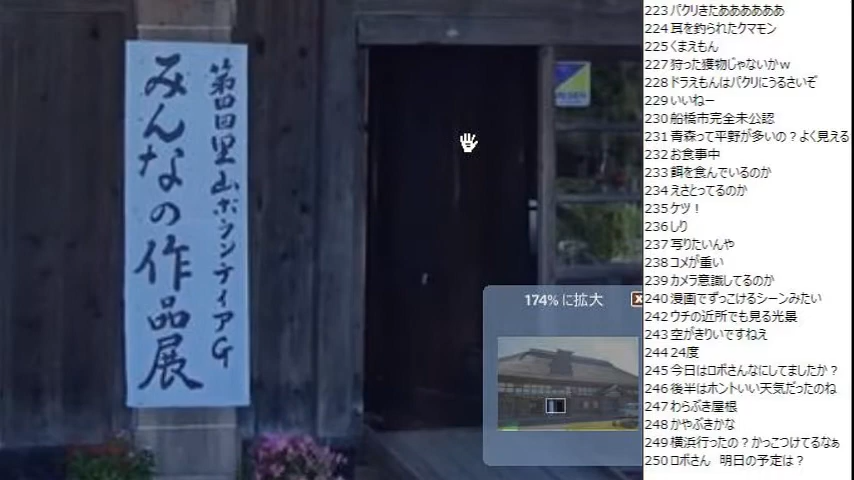 第四回里山ボランティアG
みんなの作品展
174% に拡大
223 パクリきたああああああ
224 耳を釣られたクマモン
225 くまえもん
227 狩った獲物じゃないかｗ
228 ドラえもんはパクリにうるさいぞ
229 いいねー
230 船橋市完全未公認
231 青森って平野が多いの？よく見える
232 お食事中
233 餌を食んでいるのか
234 えさとってるのか
235 ケツ！
236 しり
237 写りたいんや
238 コメが重い
239 カメラ意識してるのか
240 漫画でずっこけるシーンみたい
242 ウチの近所でも見る光景
243 空がきりいですねえ
244 24度
245 今日はロボさんなにしてましたか？
246 後半はホントいい天気だったのね
247 わらぶき屋根
248 かやぶきかな
249 横浜行ったの？かっこつけてるなぁ
250 ロボさん　明日の予定は？